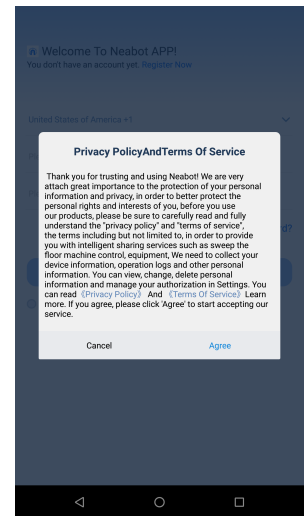 Welcome To Neabot APP!
You don't have an account yet. Register Now
United States of America +1
Privacy PolicyAndTerms Of Service
Thank you for trusting and using Neabot! We are very
attach great importance to the protection of your personal
information and privacy, in order to better protect the
personal rights and interests of you, before you use
our products, please be sure to carefully read and fully
understand the "privacy policy" and "terms of service",
the terms including but not limited to, in order to provide
you with intelligent sharing services such as sweep the
floor machine control, equipment, We need to collect your
device information, operation logs and other personal
information. You can view, change, delete personal
information and manage your authorization in Settings. You
can read 《Privacy Policy》 And 《Terms Of Service》 Learn
more. If you agree, please click 'Agree' to start accepting our
service.
Cancel Agree